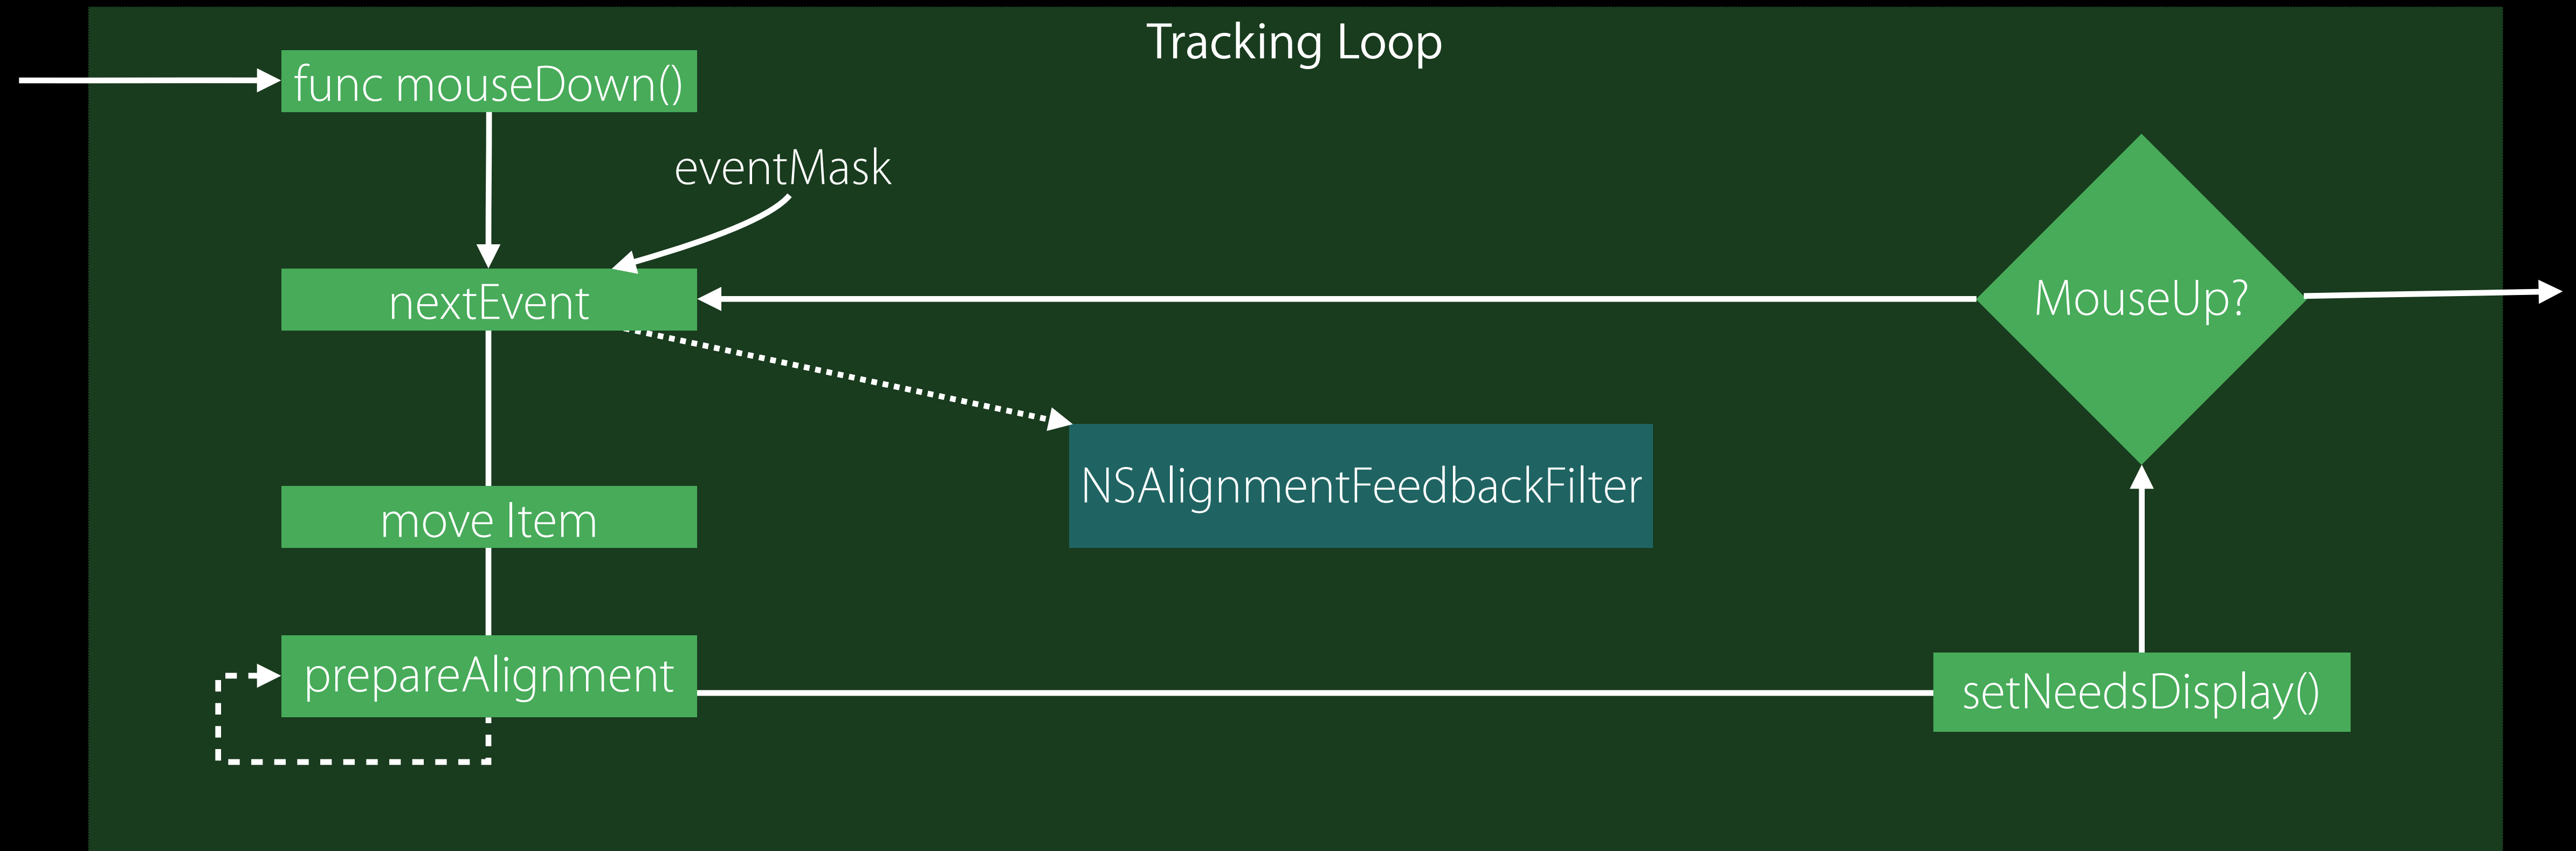 Tracking Loop
func mouseDown()
eventMask
nextEvent
MouseUp?
NSAlignmentFeedbackFilter
move Item
prepareAlignment
setNeedsDisplay()